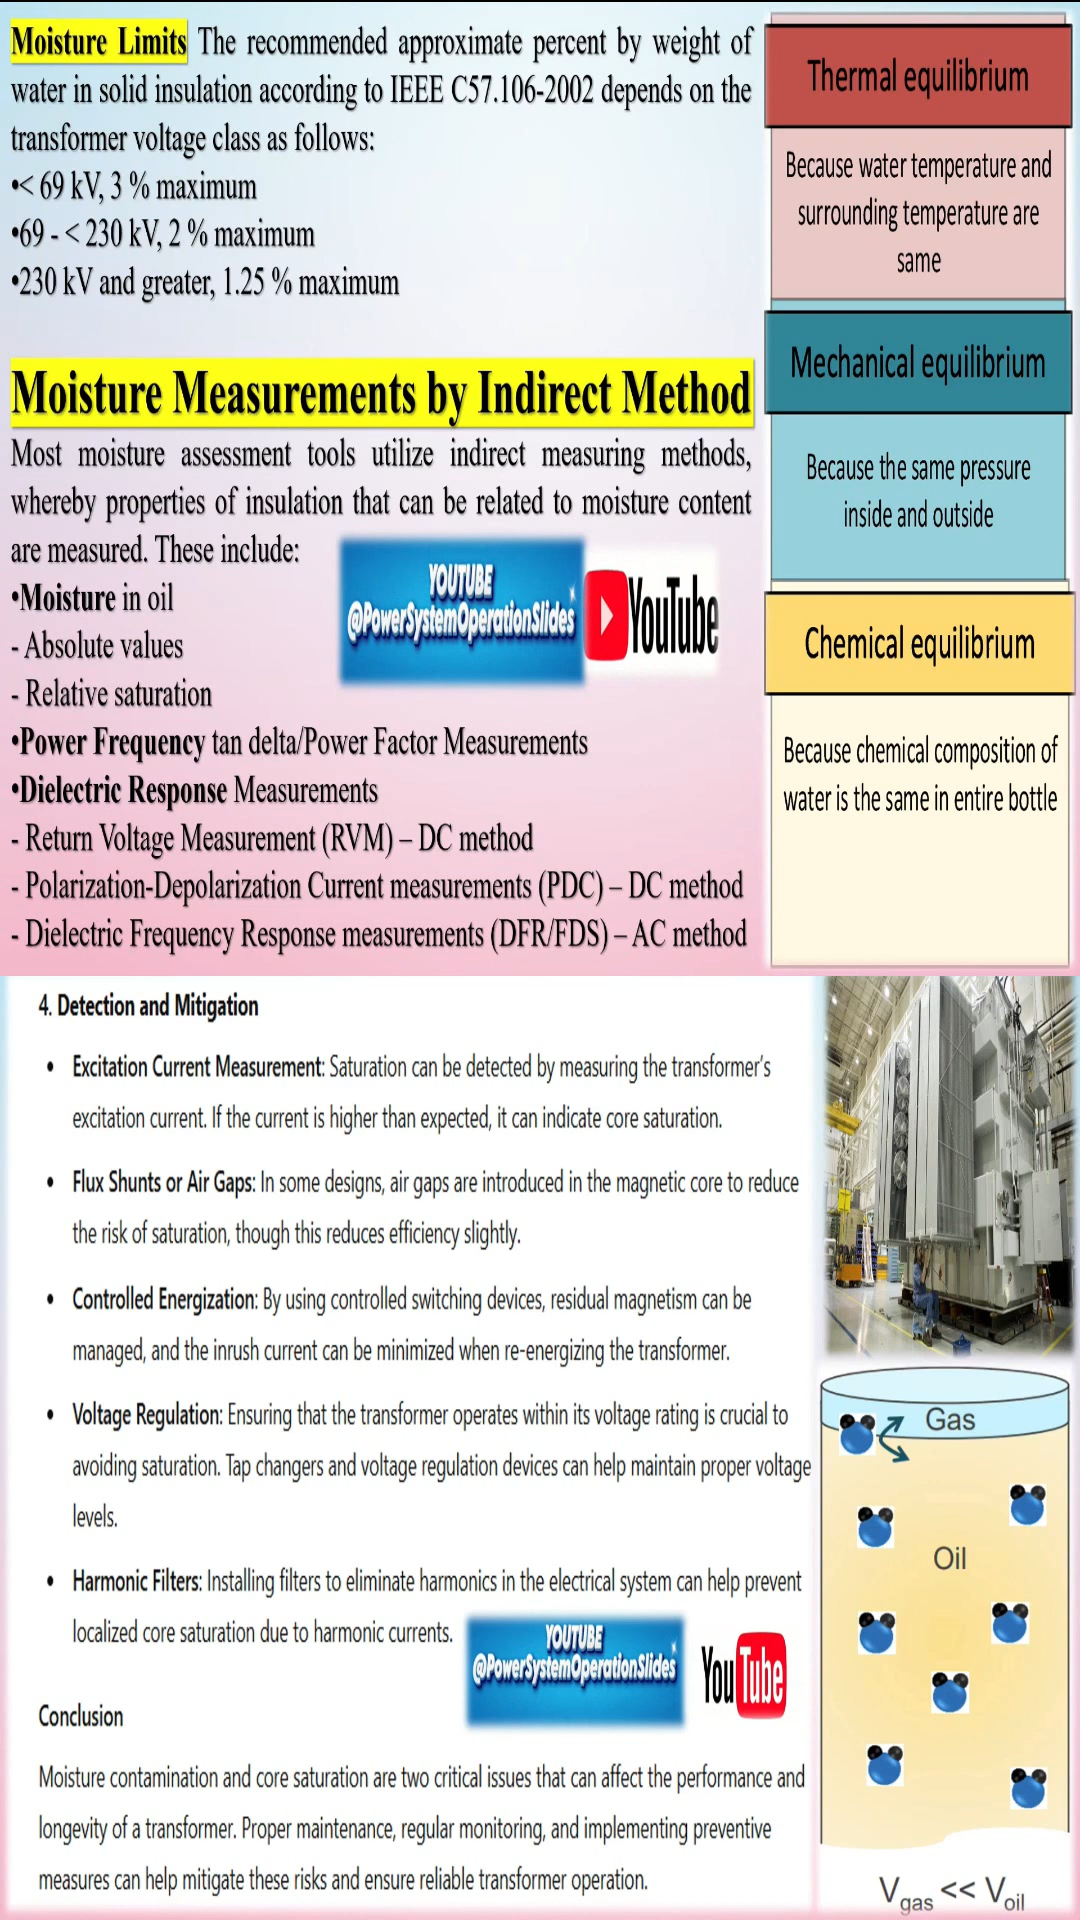 Moisture Limits The recommended approximate percent by weight of
water in solid insulation according to IEEE C57.106-2002 depends on the
transformer voltage class as follows:
•< 69 kV, 3 % maximum
•69 - < 230 kV, 2 % maximum
•230 kV and greater, 1.25 % maximum
Moisture Measurements by Indirect Method
Most moisture assessment tools utilize indirect measuring methods,
whereby properties of insulation that can be related to moisture content
are measured. These include:
•Moisture in oil
- Absolute values
- Relative saturation
•Power Frequency tan delta/Power Factor Measurements
•Dielectric Response Measurements
- Return Voltage Measurement (RVM) – DC method
- Polarization-Depolarization Current measurements (PDC) – DC method
- Dielectric Frequency Response measurements (DFR/FDS) – AC method
YOUTUBE
@PowerSystemOperationSlides
YouTube
Thermal equilibrium
Because water temperature and
surrounding temperature are
same
Mechanical equilibrium
Because the same pressure
inside and outside
Chemical equilibrium
Because chemical composition of
water is the same in entire bottle
4. Detection and Mitigation
• Excitation Current Measurement: Saturation can be detected by measuring the transformer's
excitation current. If the current is higher than expected, it can indicate core saturation.
• Flux Shunts or Air Gaps: In some designs, air gaps are introduced in the magnetic core to reduce
the risk of saturation, though this reduces efficiency slightly.
• Controlled Energization: By using controlled switching devices, residual magnetism can be
managed, and the inrush current can be minimized when re-energizing the transformer.
• Voltage Regulation: Ensuring that the transformer operates within its voltage rating is crucial to
avoiding saturation. Tap changers and voltage regulation devices can help maintain proper voltage
levels.
• Harmonic Filters: Installing filters to eliminate harmonics in the electrical system can help prevent
localized core saturation due to harmonic currents.
YOUTUBE
@PowerSystemOperationSlides
YouTube
Conclusion
Moisture contamination and core saturation are two critical issues that can affect the performance and
longevity of a transformer. Proper maintenance, regular monitoring, and implementing preventive
measures can help mitigate these risks and ensure reliable transformer operation.
Gas
Oil
Vgas << Voil